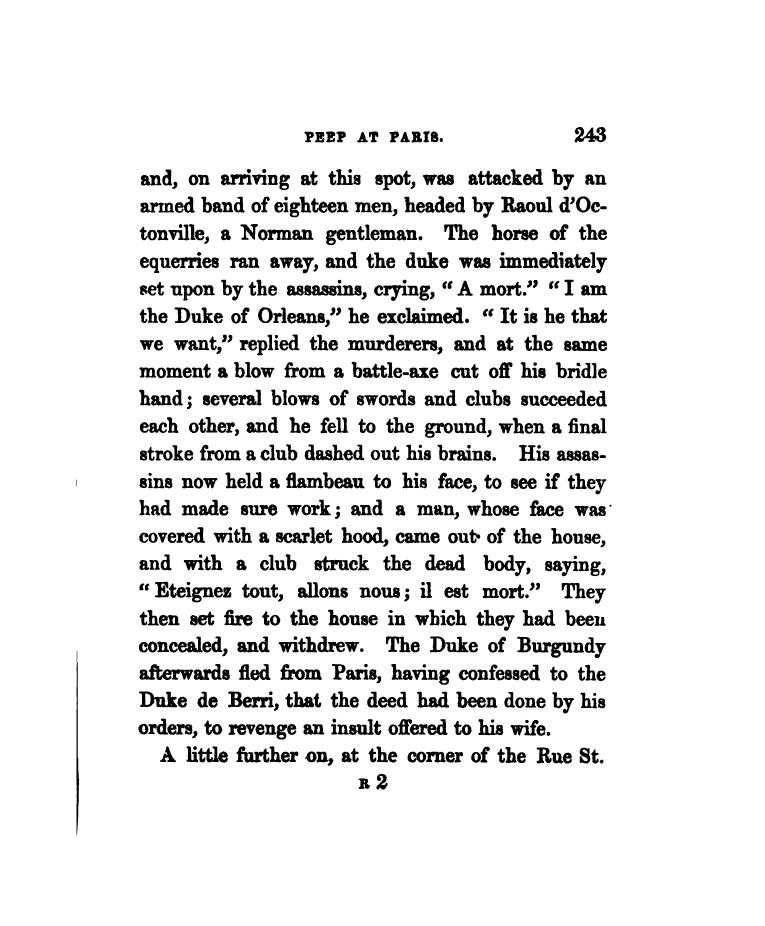 PEEP AT PARIS. 243
and, on arriving at this spot, was attacked by an
armed band of eighteen men, headed by Raoul d'Oc-
tonville, a Norman gentleman. The horse of the
equerries ran away, and the duke was immediately
set upon by the assassins, crying, " A mort." " I am
the Duke of Orleans," he exclaimed. " It is he that
we want," replied the murderers, and at the same
moment a blow from a battle-axe cut off his bridle
hand; several blows of swords and clubs succeeded
each other, and he fell to the ground, when a final
stroke from a club dashed out his brains. His assas-
sins now held a flambeau to his face, to see if they
had made sure work; and a man, whose face was
covered with a scarlet hood, came out of the house,
and with a club struck the dead body, saying,
" Eteignez tout, allons nous; il est mort." They
then set fire to the house in which they had been
concealed, and withdrew. The Duke of Burgundy
afterwards fled from Paris, having confessed to the
Duke de Berri, that the deed had been done by his
orders, to revenge an insult offered to his wife.
A little further on, at the corner of the Rue St.
R 2